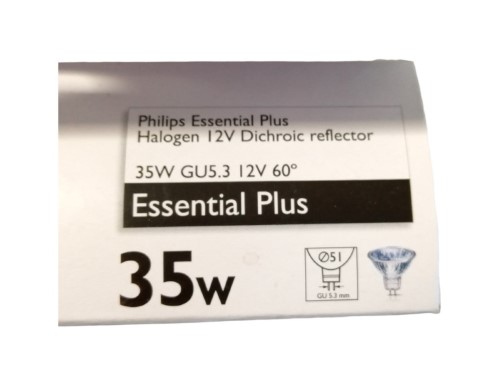 Philips Essential Plus
Halogen 12V Dichroic reflector
35W GU5.3 12V 60°
Essential Plus
35w
Ø51
GU 5.3 mm